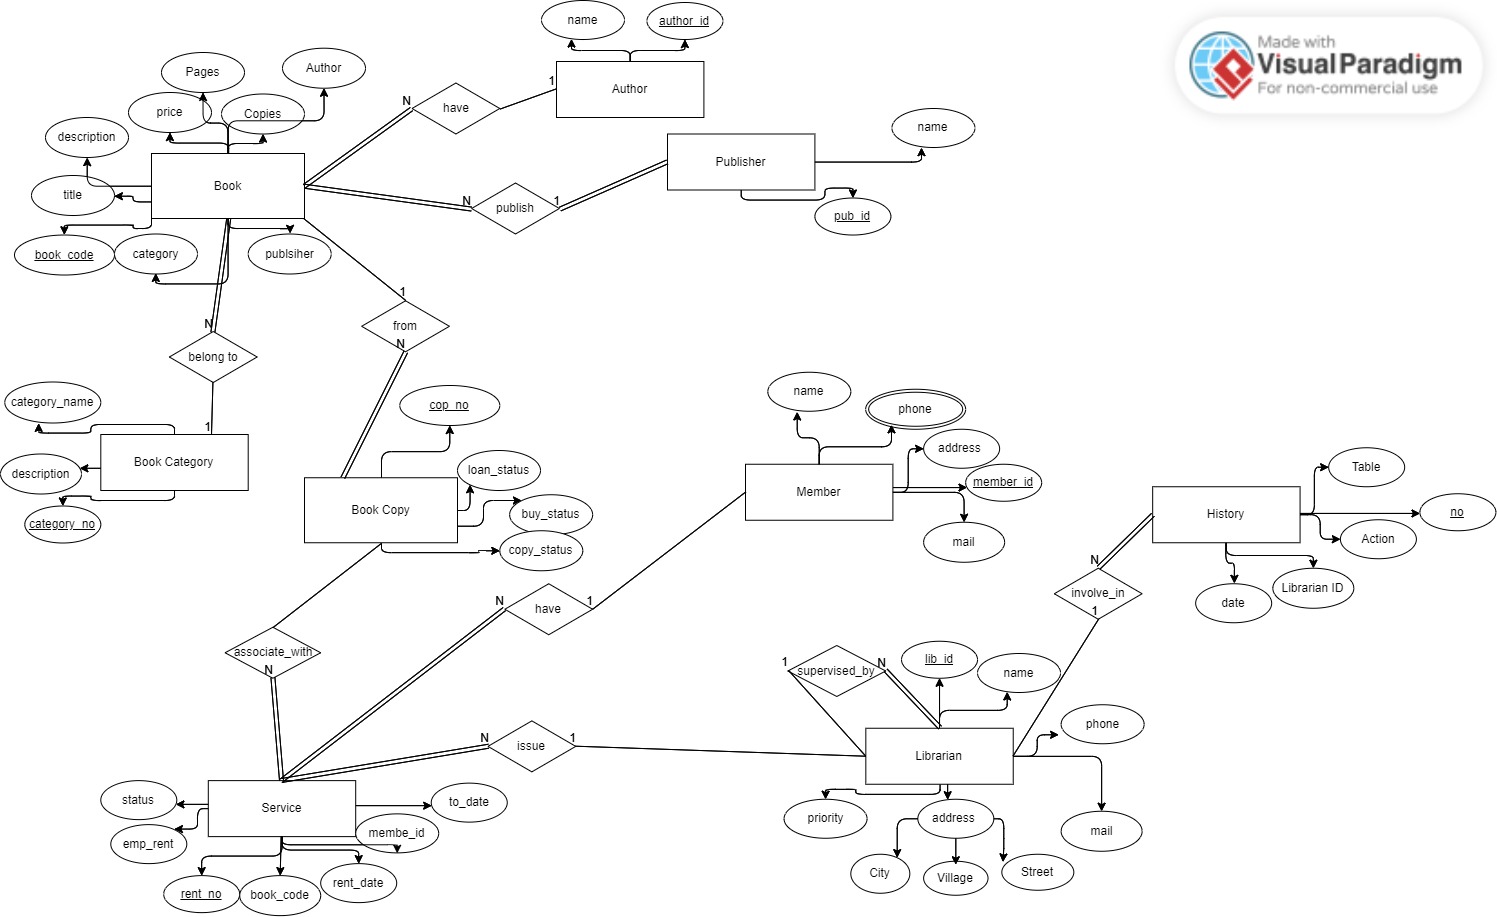 name
author_id
Made with
Visual Paradigm
For non-commercial use
Pages
Author
Author
1
N
have
price
Copies
description
Publisher
name
Book
title
N
publish
1
pub_id
book_code
category
publsiher
1
from
N
N
belong to
1
category_name
cop_no
name
phone
address
member_id
Member
mail
Book Category
description
category_no
loan_status
buy_status
copy_status
Book Copy
Table
History
no
Action
Librarian ID
date
N
involve_in
1
N
have
1
associate_with
N
1
supervised_by
N
lib_id
name
phone
N
issue
1
Librarian
mail
priority
address
City
Village
Street
status
Service
to_date
emp_rent
membe_id
rent_no
book_code
rent_date